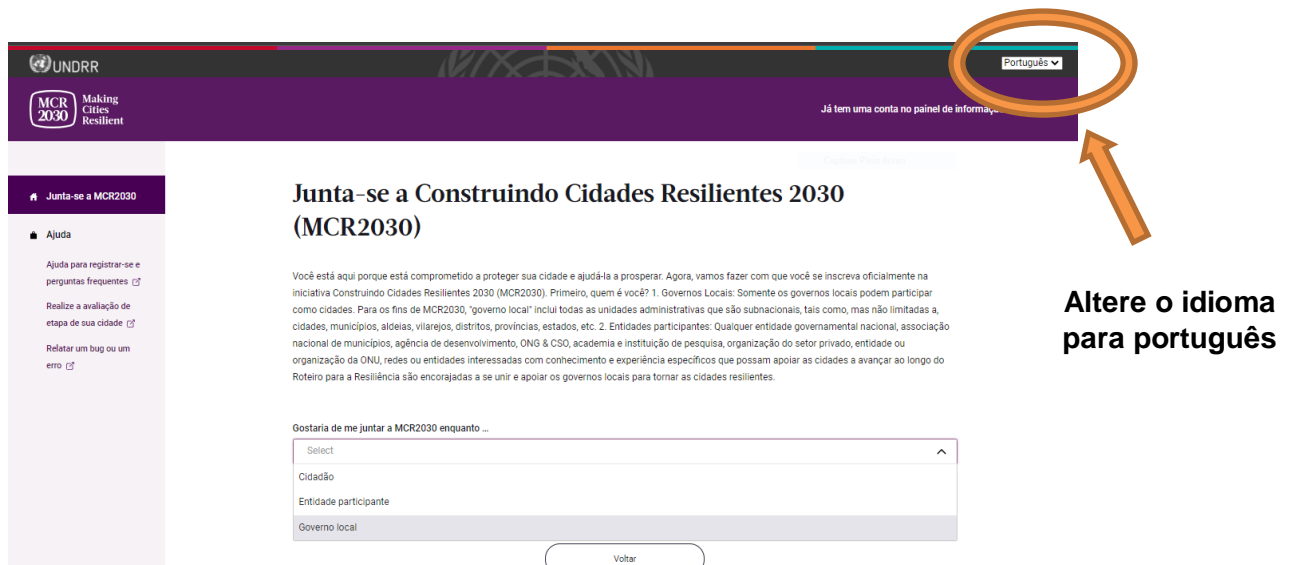 UNDRR
Português
MCR
2030
Making
Cities
Resilient
Já tem uma conta no painel de
Junta-se a MCR2030
Ajuda
Ajuda para registrar-se e
perguntas frequentes
Realize a avaliação de
etapa de sua cidade
Relatar um bug ou um
erro
Junta-se a Construindo Cidades Resilientes 2030
(MCR2030)
Você está aqui porque está comprometido a proteger sua cidade e ajudá-la a prosperar. Agora, vamos fazer com que você se inscreva oficialmente na
iniciativa Construindo Cidades Resilientes 2030 (MCR2030). Primeiro, quem é você? 1. Governos Locais: Somente os governos locais podem participar
como cidades. Para os fins de MCR2030, "governo local" inclui todas as unidades administrativas que são subnacionais, tais como, mas não limitadas a,
cidades, municípios, aldeias, vilarejos, distritos, províncias, estados, etc. 2. Entidades participantes: Qualquer entidade governamental nacional, associação
nacional de municípios, agência de desenvolvimento, ONG & CSO, academia e instituição de pesquisa, organização do setor privado, entidade ou
organização da ONU, redes ou entidades interessadas com conhecimento e experiência específicos que possam apoiar as cidades a avançar ao longo do
Roteiro para a Resiliência são encorajadas a se unir e apoiar os governos locais para tornar as cidades resilientes.
Gostaria de me juntar a MCR2030 enquanto ...
Select
Cidadão
Entidade participante
Governo local
Voltar
Altere o idioma
para português